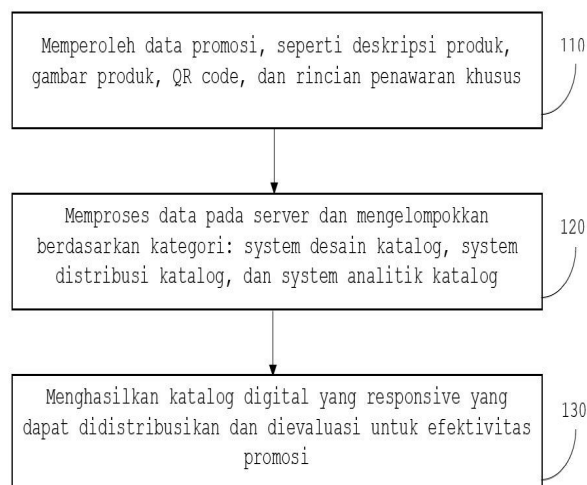 Memperoleh data promosi, seperti deskripsi produk,
gambar produk, QR code, dan rincian penawaran khusus
110
Memproses data pada server dan mengelompokkan
berdasarkan kategori: system desain katalog, system
distribusi katalog, dan system analitik katalog
120
Menghasilkan katalog digital yang responsive yang
dapat didistribusikan dan dievaluasi untuk efektivitas
promosi
130